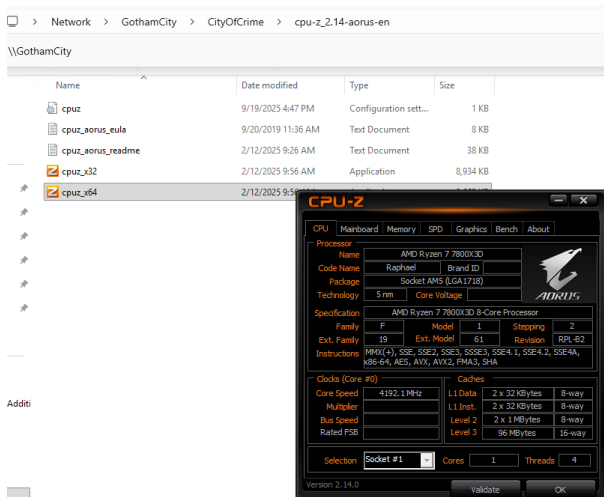 > Network > GothamCity > CityOfCrime > cpu-z_2.14-aorus-en
\\GothamCity
Name Date modified Type Size
cpuz 9/19/2025 4:47 PM Configuration sett... 1 KB
cpuz_aorus_eula 9/20/2019 11:36 AM Text Document 8 KB
cpuz_aorus_readme 2/12/2025 9:26 AM Text Document 38 KB
cpuz_x32 2/12/2025 9:56 AM Application 8,934 KB
cpuz_x64 2/12/2025
Additi
CPU-Z
CPU Mainboard Memory SPD Graphics Bench About
Processor
Name AMD Ryzen 7 7800X3D
Code Name Raphael Brand ID
Package Socket AM5 (LGA1718)
Technology 5 nm Core Voltage
AORUS
Specification AMD Ryzen 7 7800X3D 8-Core Processor
Family F Model 1 Stepping 2
Ext. Family 19 Ext. Model 61 Revision RPL-B2
Instructions MMX(+), SSE, SSE2, SSE3, SSSE3, SSE4.1, SSE4.2, SSE4A,
x86-64, AES, AVX, AVX2, FMA3, SHA
Clocks (Core #0) Caches
Core Speed 4192.1 MHz L1 Data 2 x 32 KBytes 8-way
Multiplier L1 Inst. 2 x 32 KBytes 8-way
Bus Speed Level 2 2 x 1 MBytes 8-way
Rated FSB Level 3 96 MBytes 16-way
Selection Socket #1 Cores 1 Threads 4
Version 2.14.0 Validate OK